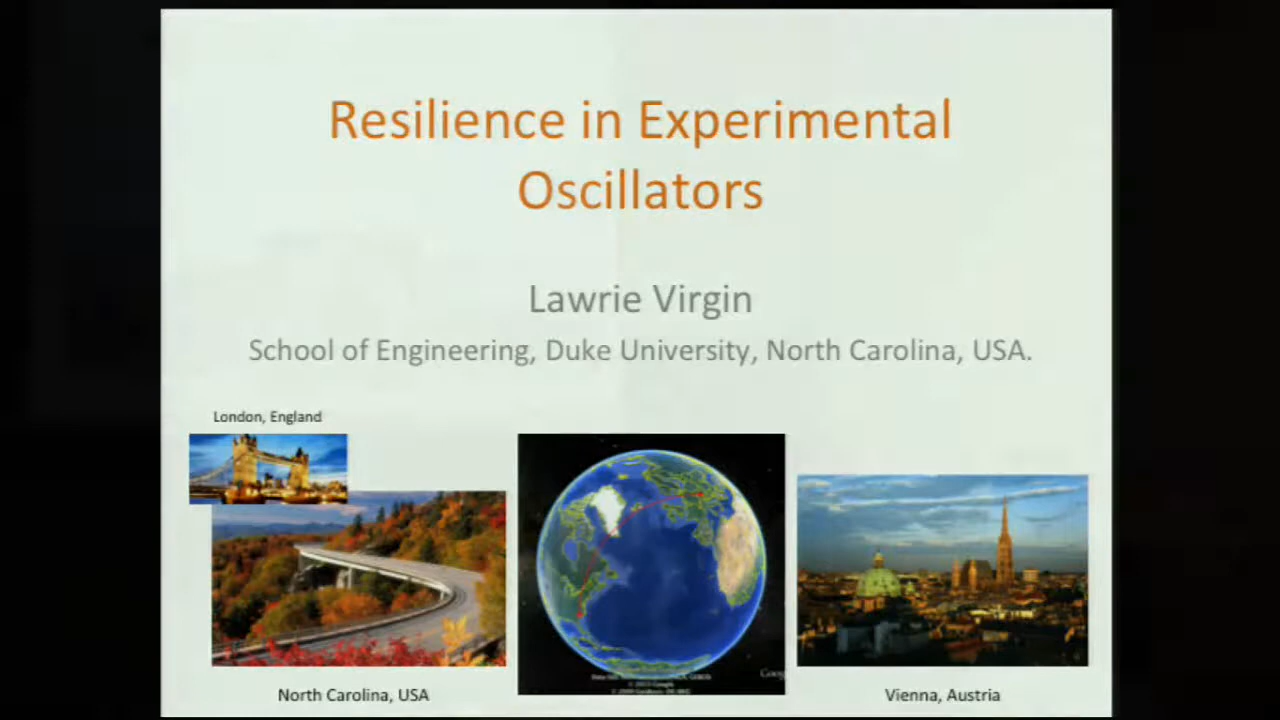 Resilience in Experimental
Oscillators
Lawrie Virgin
School of Engineering, Duke University, North Carolina, USA.
London, England
North Carolina, USA
Vienna, Austria